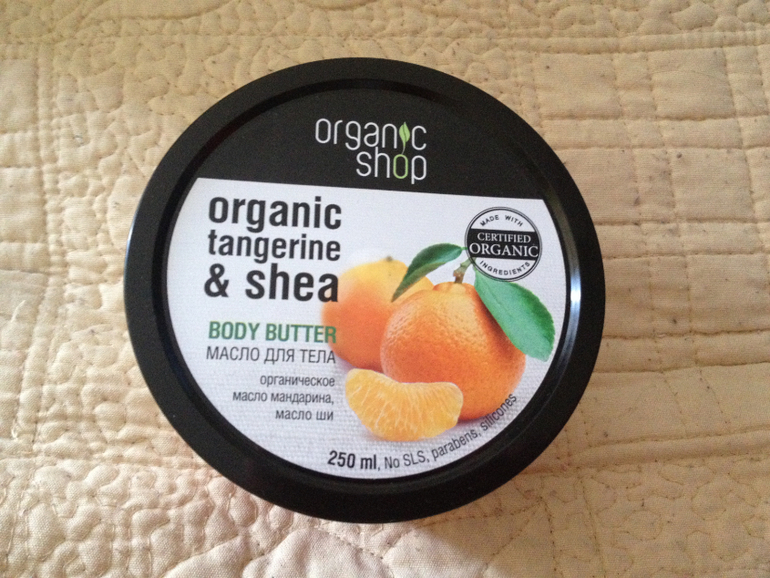 organic
shop
organic
tangerine
& shea
MADE WITH
CERTIFIED
ORGANIC
INGREDIENTS
BODY BUTTER
МАСЛО ДЛЯ ТЕЛА
органическое
масло мандарина,
масло ши
250 ml, No SLS, parabens, silicones